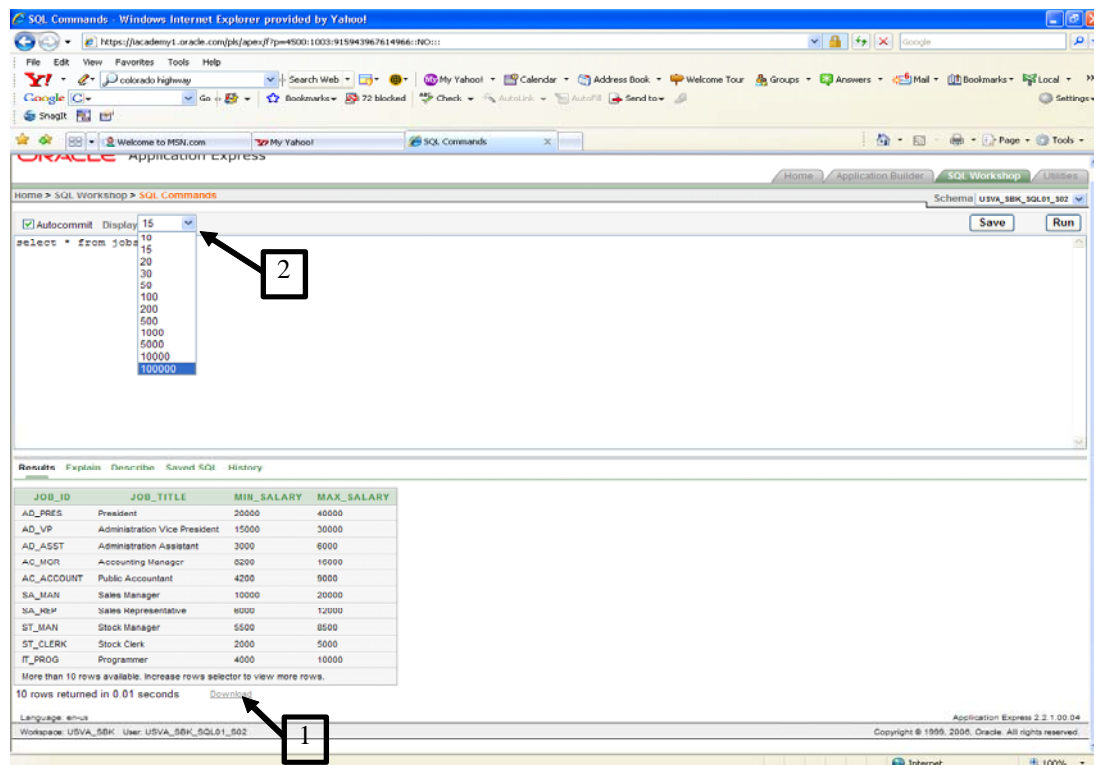 SQL Commands - Windows Internet Explorer provided by Yahoo!
https://iacademy1.oracle.com/pls/apex/f?p=4500:1003:915943967614966::NO:::
Google
File Edit View Favorites Tools Help
Y! colorado highway Search Web My Yahoo! Calendar Address Book Welcome Tour Groups Answers Mail Bookmarks Local
Google Go Bookmarks 72 blocked Check AutoLink AutoFill Send to Settings
SnagIt
Welcome to MSN.com My Yahoo! SQL Commands Page Tools
ORACLE Application Express
Home Application Builder SQL Workshop Utilities
Home > SQL Workshop > SQL Commands
Schema USVA_SBK_SQL01_S02
Autocommit Display 15 Save Run
select * from jobs
10
15
20
30
50
100
200
500
1000
5000
10000
100000
2
Results Explain Describe Saved SQL History
JOB_ID JOB_TITLE MIN_SALARY MAX_SALARY
AD_PRES President 20000 40000
AD_VP Administration Vice President 15000 30000
AD_ASST Administration Assistant 3000 6000
AC_MGR Accounting Manager 8200 16000
AC_ACCOUNT Public Accountant 4200 9000
SA_MAN Sales Manager 10000 20000
SA_REP Sales Representative 6000 12000
ST_MAN Stock Manager 5500 8500
ST_CLERK Stock Clerk 2000 5000
IT_PROG Programmer 4000 10000
More than 10 rows available. Increase rows selector to view more rows.
10 rows returned in 0.01 seconds Download
1
Language: en-us
Application Express 2.2.1.00.04
Workspace: USVA_SBK User: USVA_SBK_SQL01_S02
Copyright © 1999, 2006, Oracle. All rights reserved.
Internet 100%